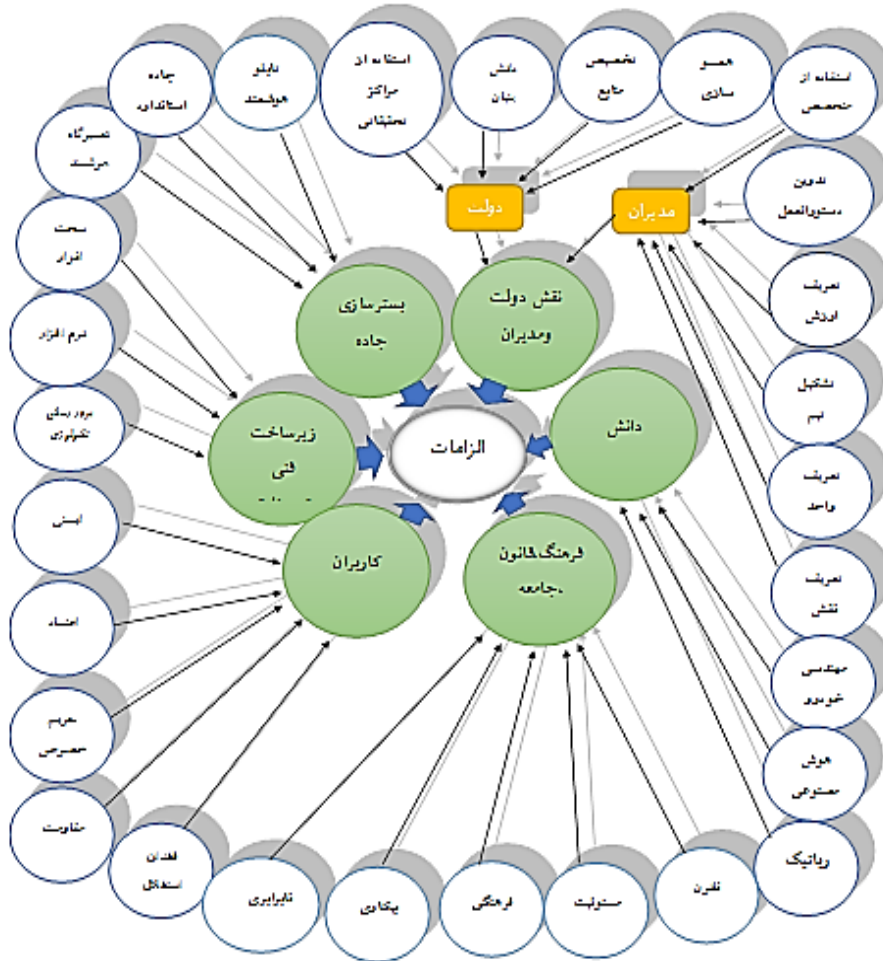 استفاده از
متخصصی
همسو
سازی
تخصیص
منابع
دانش
بنیان
استفاده از
مراکز
تحقیقاتی
تابلو
هوشمند
جاده
استاندارد
تعمیرگاه
هوشمند
سخت
افزار
نرم افزار
بروز رسانی
تکنولوژی
ایمنی
اعتماد
حریم
خصوصی
مقاومت
فقدان
استقلال
نابرابری
بیکاری
فرهنگی
مسئولیت
رباتیک
هوش
مصنوعی
مهندسی
خودرو
تعریف
نقش
تعریف
واحد
تشکیل
تیم
تعریف
ارزش
تدوین
دستورالعمل
دولت
مدیران
نقش دولت
ومدیران
بسترسازی
جاده
دانش
زیرساخت
فنی
الزامات
کاربران
فرهنگ،قانون
،جامعه